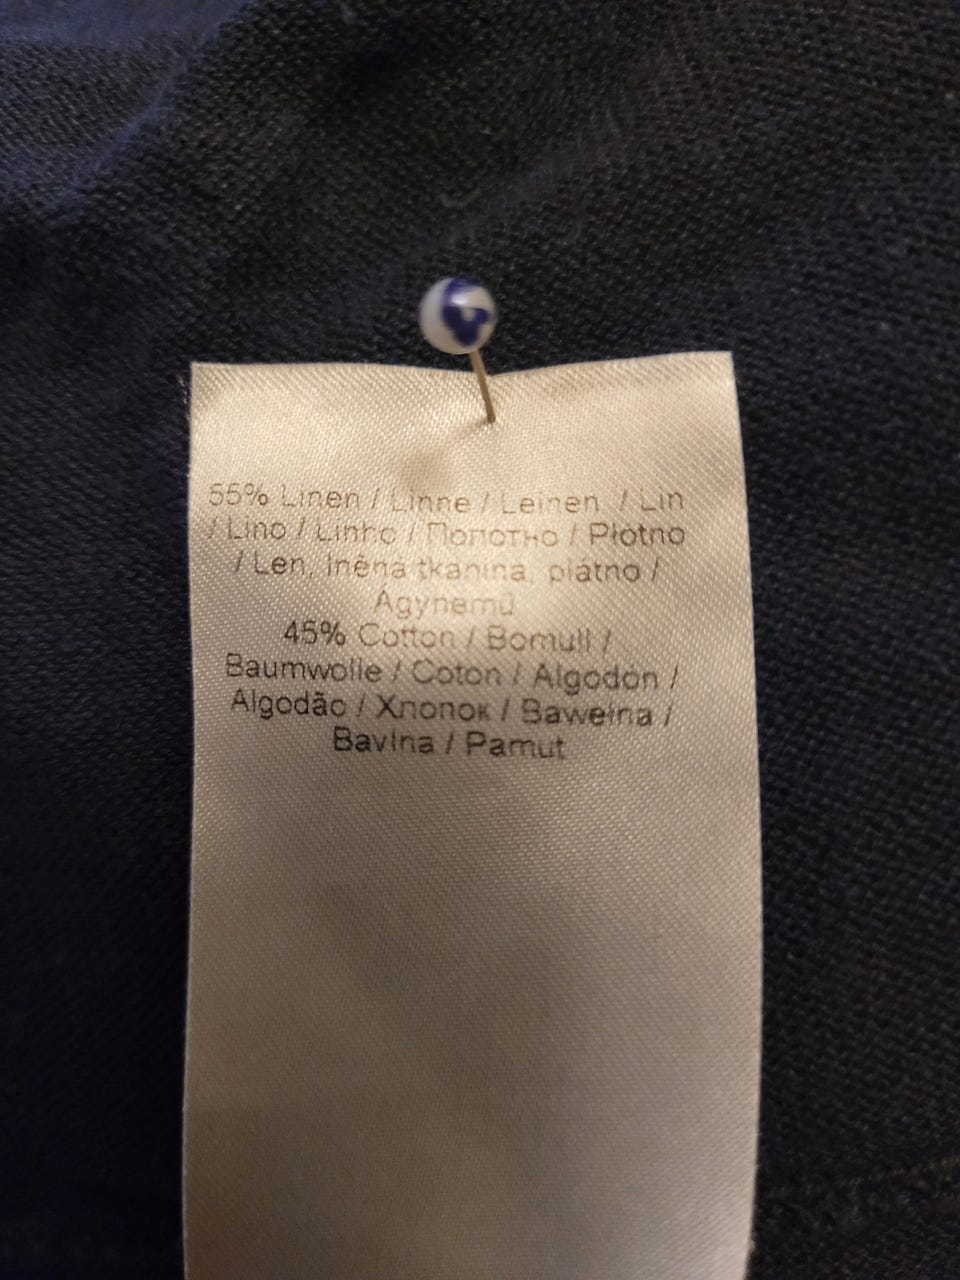 55% Linen / Linne / Leinen / Lin
/ Lino / Linho / Полотно / Płotno
/ Len, lněná tkanina, plátno /
Ágynemű
45% Cotton / Bomull /
Baumwolle / Coton / Algodón /
Algodão / Хлопок / Bawełna /
Bavlna / Pamut